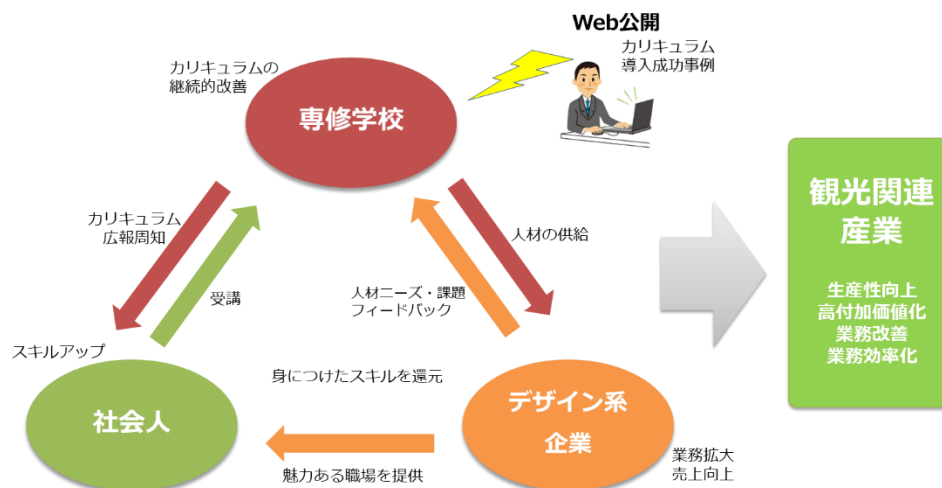 Web公開
カリキュラム
導入成功事例
カリキュラムの
継続的改善
専修学校
カリキュラム
広報周知
受講
人材の供給
人材ニーズ・課題
フィードバック
スキルアップ
社会人
身につけたスキルを還元
魅力ある職場を提供
デザイン系
企業
業務拡大
売上向上
観光関連
産業
生産性向上
高付加価値化
業務改善
業務効率化